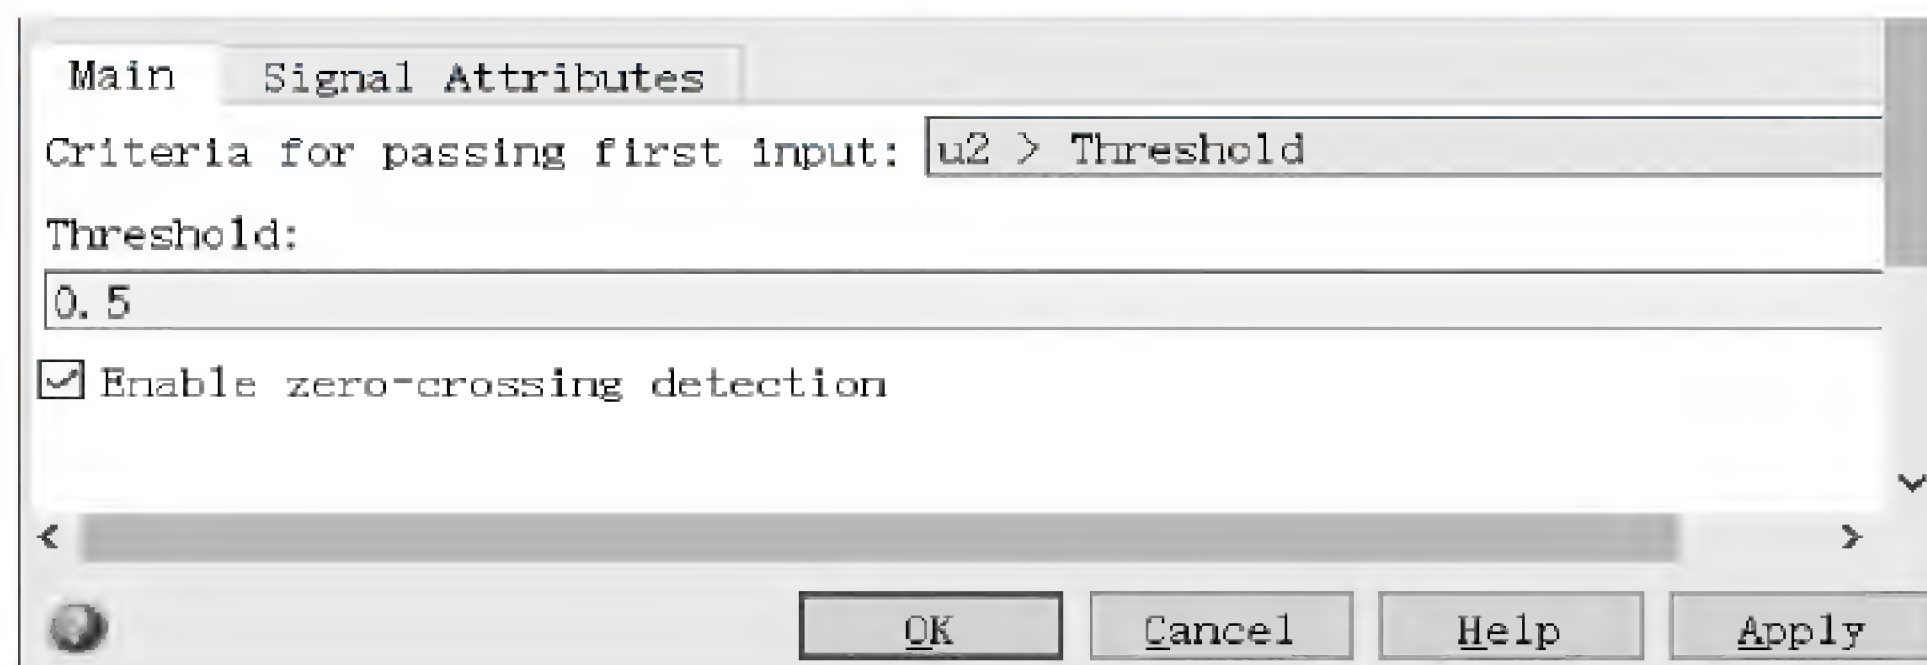 Main Signal Attributes
Criteria for passing first input: u2 > Threshold
Threshold:
0.5
Enable zero-crossing detection
OK Cancel Help Apply